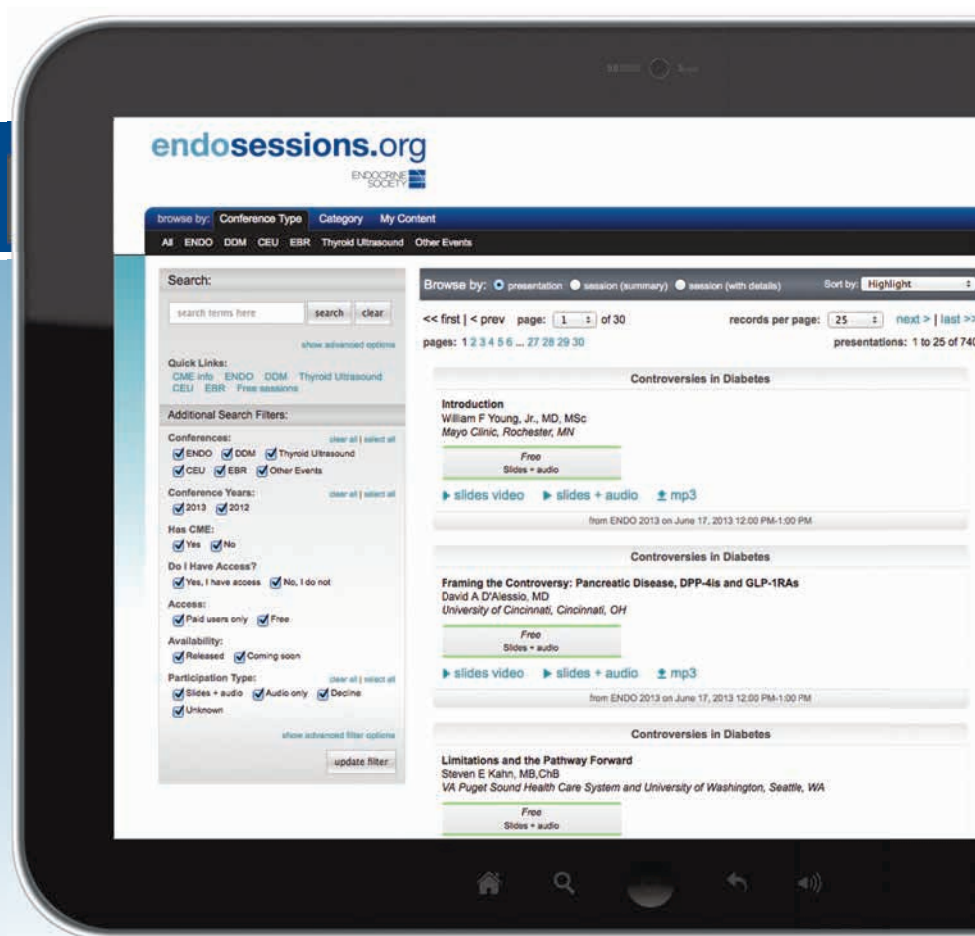 endosessions.org
ENDOCRINE
SOCIETY
browse by: Conference Type Category My Content
All ENDO DDM CEU EBR Thyroid Ultrasound Other Events
Search:
search terms here search clear
show advanced options
Quick Links:
CME info ENDO DDM Thyroid Ultrasound
CEU EBR Free sessions
Additional Search Filters:
Conferences: clear all | select all
ENDO DDM Thyroid Ultrasound
CEU EBR Other Events
Conference Years: clear all | select all
2013 2012
Has CME:
Yes No
Do I Have Access?
Yes, I have access No, I do not
Access:
Paid users only Free
Availability:
Released Coming soon
Participation Type: clear all | select all
Slides + audio Audio only Decline
Unknown
show advanced filter options
update filter
Browse by: presentation session (summary) session (with details) Sort by: Highlight
<< first | < prev page: 1 of 30 records per page: 25 next > | last >>
pages: 1 2 3 4 5 6 ... 27 28 29 30 presentations: 1 to 25 of 740
Controversies in Diabetes
Introduction
William F Young, Jr., MD, MSc
Mayo Clinic, Rochester, MN
Free
Slides + audio
slides video slides + audio mp3
from ENDO 2013 on June 17, 2013 12:00 PM-1:00 PM
Controversies in Diabetes
Framing the Controversy: Pancreatic Disease, DPP-4is and GLP-1RAs
David A D'Alessio, MD
University of Cincinnati, Cincinnati, OH
Free
Slides + audio
slides video slides + audio mp3
from ENDO 2013 on June 17, 2013 12:00 PM-1:00 PM
Controversies in Diabetes
Limitations and the Pathway Forward
Steven E Kahn, MB,ChB
VA Puget Sound Health Care System and University of Washington, Seattle, WA
Free
Slides + audio